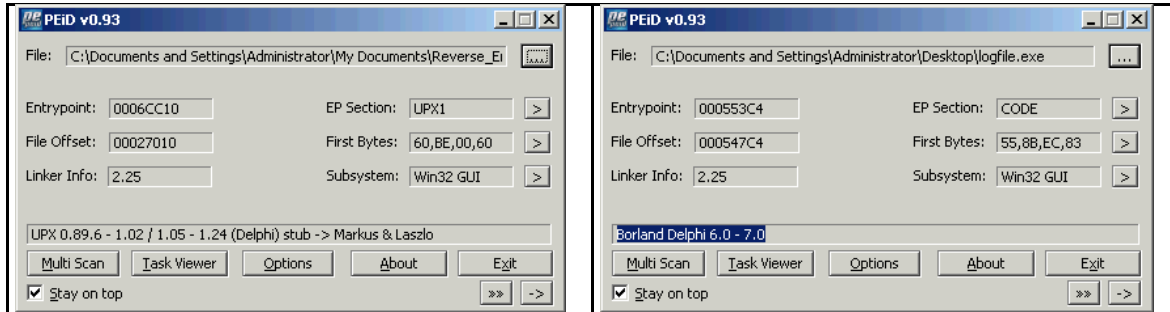 PEiD v0.93
File: C:\Documents and Settings\Administrator\My Documents\Reverse_Er ...
Entrypoint: 0006CC10 EP Section: UPX1 >
File Offset: 00027010 First Bytes: 60,BE,00,60 >
Linker Info: 2.25 Subsystem: Win32 GUI >
UPX 0.89.6 - 1.02 / 1.05 - 1.24 (Delphi) stub -> Markus & Laszlo
Multi Scan Task Viewer Options About Exit
Stay on top »» ->
PEiD v0.93
File: C:\Documents and Settings\Administrator\Desktop\logfile.exe ...
Entrypoint: 000553C4 EP Section: CODE >
File Offset: 000547C4 First Bytes: 55,8B,EC,83 >
Linker Info: 2.25 Subsystem: Win32 GUI >
Borland Delphi 6.0 - 7.0
Multi Scan Task Viewer Options About Exit
Stay on top »» ->